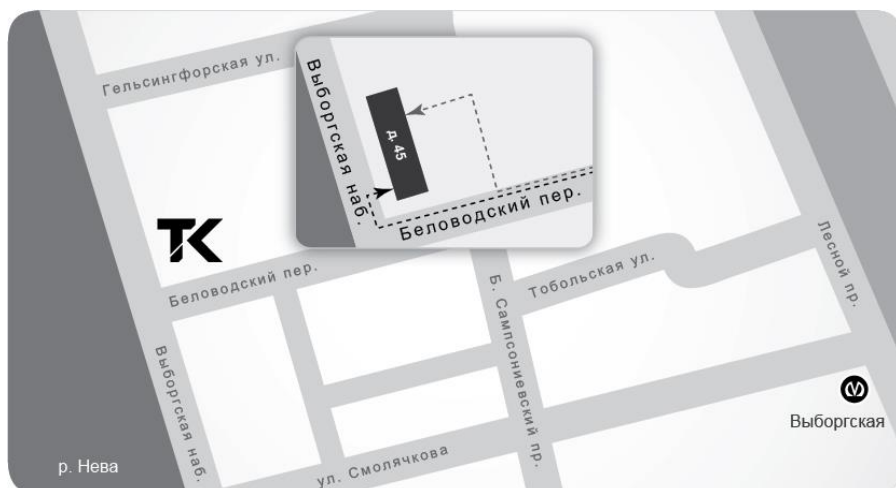 Гельсингфорская ул.
Выборгская наб.
д. 45
Беловодский пер.
TK
Беловодский пер.
Тобольская ул.
Лесной пр.
Б. Сампсониевский пр.
Выборгская наб.
Выборгская
ул. Смолячкова
р. Нева